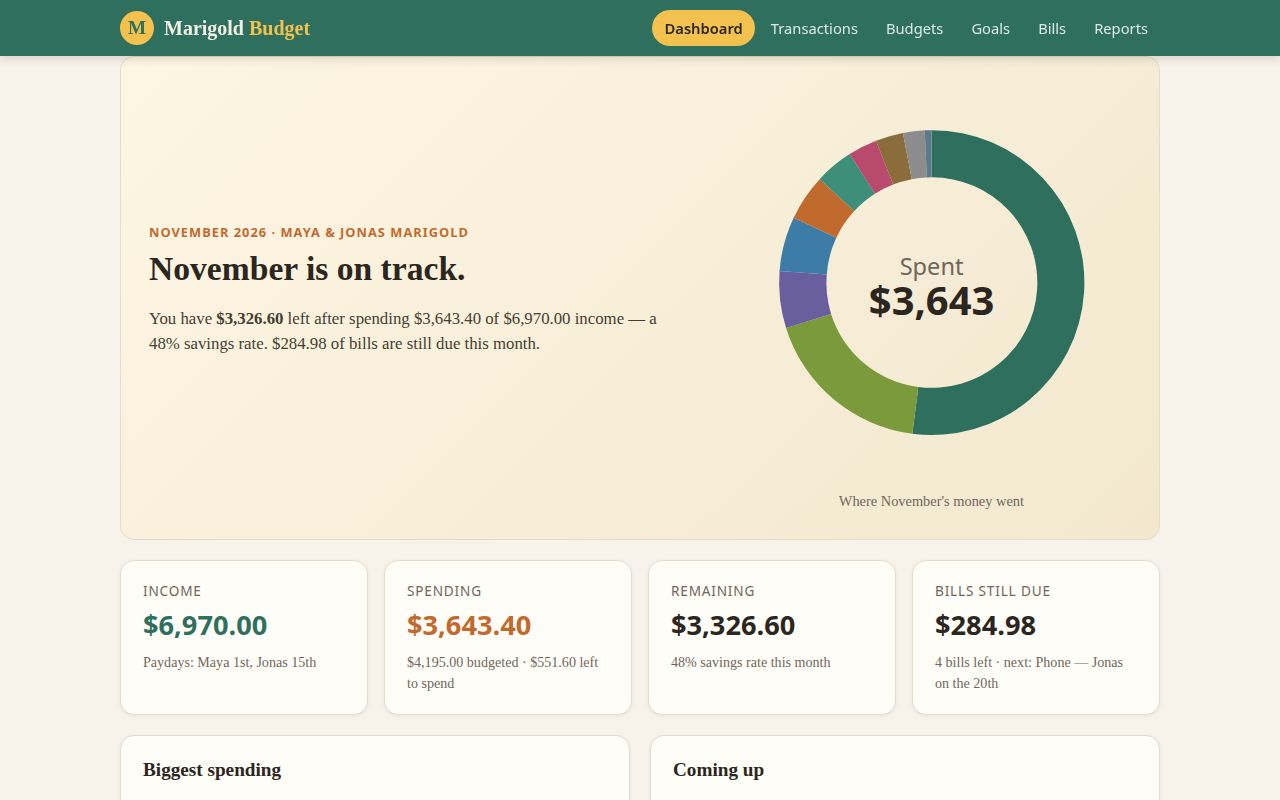 M Marigold Budget
Dashboard Transactions Budgets Goals Bills Reports
NOVEMBER 2026 · MAYA & JONAS MARIGOLD
November is on track.
You have $3,326.60 left after spending $3,643.40 of $6,970.00 income — a
48% savings rate. $284.98 of bills are still due this month.
Spent
$3,643
Where November's money went
INCOME
$6,970.00
Paydays: Maya 1st, Jonas 15th
SPENDING
$3,643.40
$4,195.00 budgeted · $551.60 left
to spend
REMAINING
$3,326.60
48% savings rate this month
BILLS STILL DUE
$284.98
4 bills left · next: Phone — Jonas
on the 20th
Biggest spending
Coming up